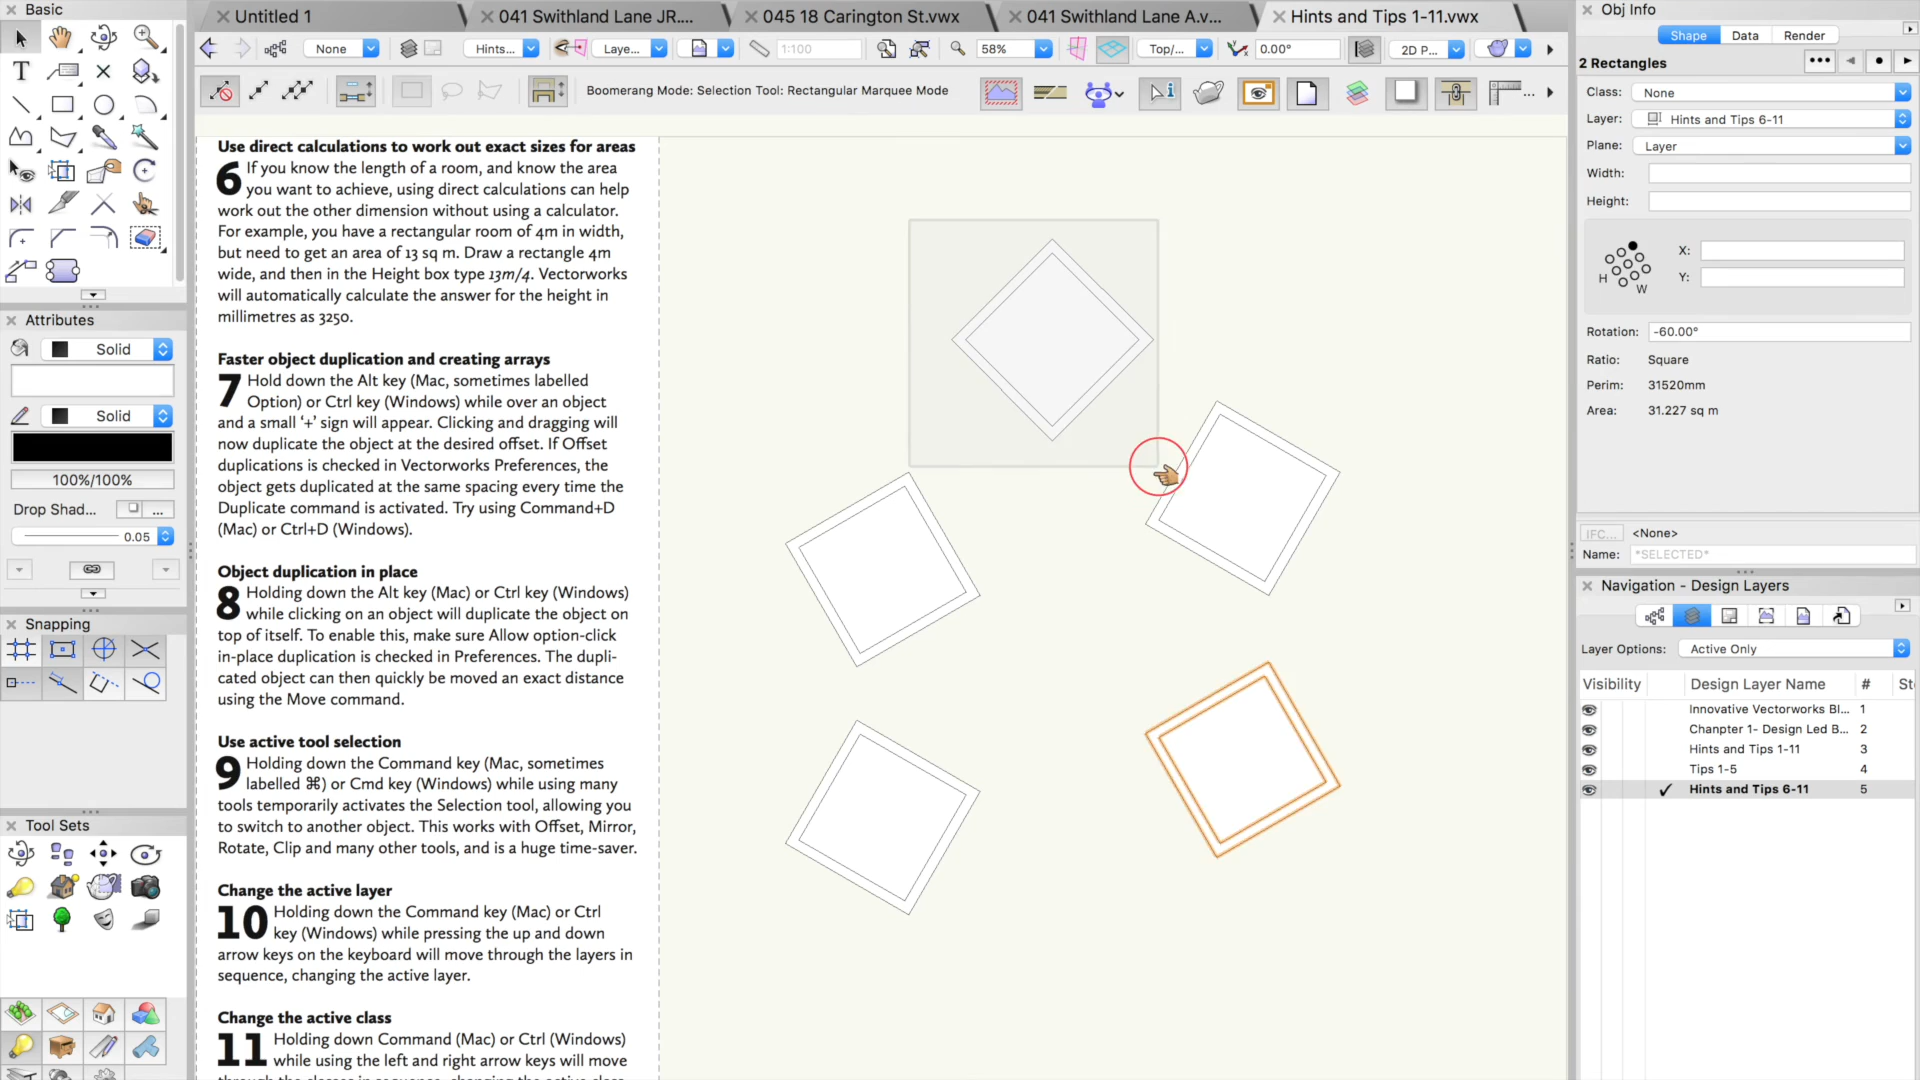 Basic
Untitled 1
041 Swithland Lane JR....
045 18 Carington St.vwx
041 Swithland Lane A.vw...
Hints and Tips 1-11.vwx
Obj Info
None
Hints...
Laye...
1:100
58%
Top/...
0.00°
2D P...
Shape
Data
Render
Boomerang Mode: Selection Tool: Rectangular Marquee Mode
2 Rectangles
Class:
None
Layer:
Hints and Tips 6-11
Plane:
Layer
Width:
Height:
X:
Y:
H
W
Rotation:
-60.00°
Ratio:
Square
Perim:
31520mm
Area:
31.227 sq m
IFC...
<None>
Name:
*SELECTED*
Attributes
Solid
Solid
100%/100%
Drop Shad...
...
0.05
Snapping
Tool Sets
Use direct calculations to work out exact sizes for areas
6 If you know the length of a room, and know the area
you want to achieve, using direct calculations can help
work out the other dimension without using a calculator.
For example, you have a rectangular room of 4m in width,
but need to get an area of 13 sq m. Draw a rectangle 4m
wide, and then in the Height box type 13m/4. Vectorworks
will automatically calculate the answer for the height in
millimetres as 3250.
Faster object duplication and creating arrays
7 Hold down the Alt key (Mac, sometimes labelled
Option) or Ctrl key (Windows) while over an object
and a small ‘+’ sign will appear. Clicking and dragging will
now duplicate the object at the desired offset. If Offset
duplications is checked in Vectorworks Preferences, the
object gets duplicated at the same spacing every time the
Duplicate command is activated. Try using Command+D
(Mac) or Ctrl+D (Windows).
Object duplication in place
8 Holding down the Alt key (Mac) or Ctrl key (Windows)
while clicking on an object will duplicate the object on
top of itself. To enable this, make sure Allow option-click
in-place duplication is checked in Preferences. The dupli-
cated object can then quickly be moved an exact distance
using the Move command.
Use active tool selection
9 Holding down the Command key (Mac, sometimes
labelled ⌘) or Cmd key (Windows) while using many
tools temporarily activates the Selection tool, allowing you
to switch to another object. This works with Offset, Mirror,
Rotate, Clip and many other tools, and is a huge time-saver.
Change the active layer
10 Holding down the Command key (Mac) or Ctrl
key (Windows) while pressing the up and down
arrow keys on the keyboard will move through the layers in
sequence, changing the active layer.
Change the active class
11 Holding down Command (Mac) or Ctrl (Windows)
while using the left and right arrow keys will move
through the classes in sequence, changing the active class.
Navigation - Design Layers
Layer Options:
Active Only
Visibility
Design Layer Name
#
St
Innovative Vectorworks Bl... 1
Chanpter 1- Design Led B... 2
Hints and Tips 1-11 3
Tips 1-5 4
Hints and Tips 6-11 5